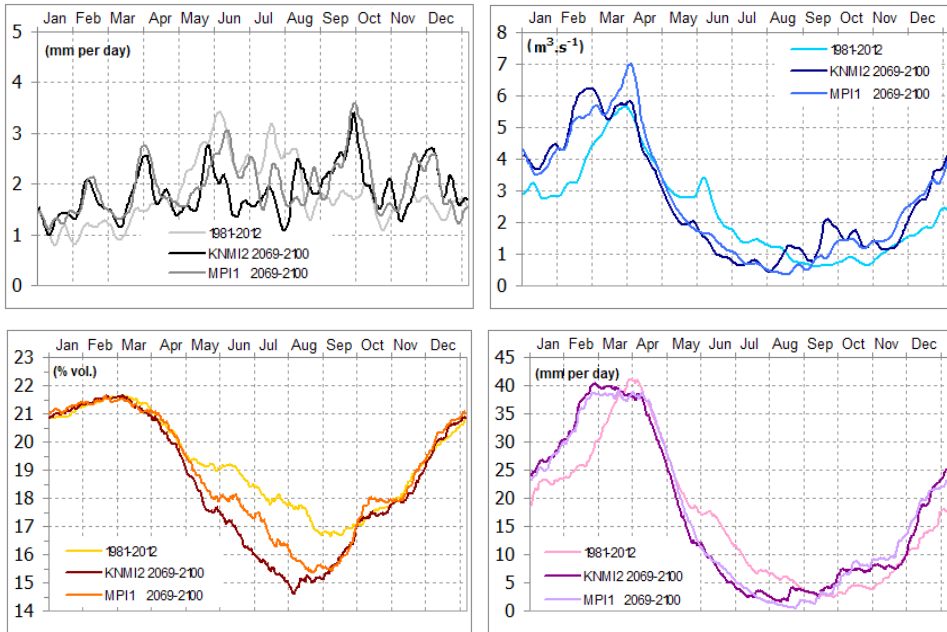 Jan Feb Mar Apr May Jun Jul Aug Sep Oct Nov Dec
5
(mm per day)
4
3
2
1
0
1981-2012
KNMI2 2069-2100
MPI1 2069-2100
Jan Feb Mar Apr May Jun Jul Aug Sep Oct Nov Dec
8
(m³.s⁻¹)
7
6
5
4
3
2
1
0
1981-2012
KNMI2 2069-2100
MPI1 2069-2100
Jan Feb Mar Apr May Jun Jul Aug Sep Oct Nov Dec
23
(% vol.)
22
21
20
19
18
17
16
15
14
1981-2012
KNMI2 2069-2100
MPI1 2069-2100
Jan Feb Mar Apr May Jun Jul Aug Sep Oct Nov Dec
45
(mm per day)
40
35
30
25
20
15
10
5
0
1981-2012
KNMI2 2069-2100
MPI1 2069-2100